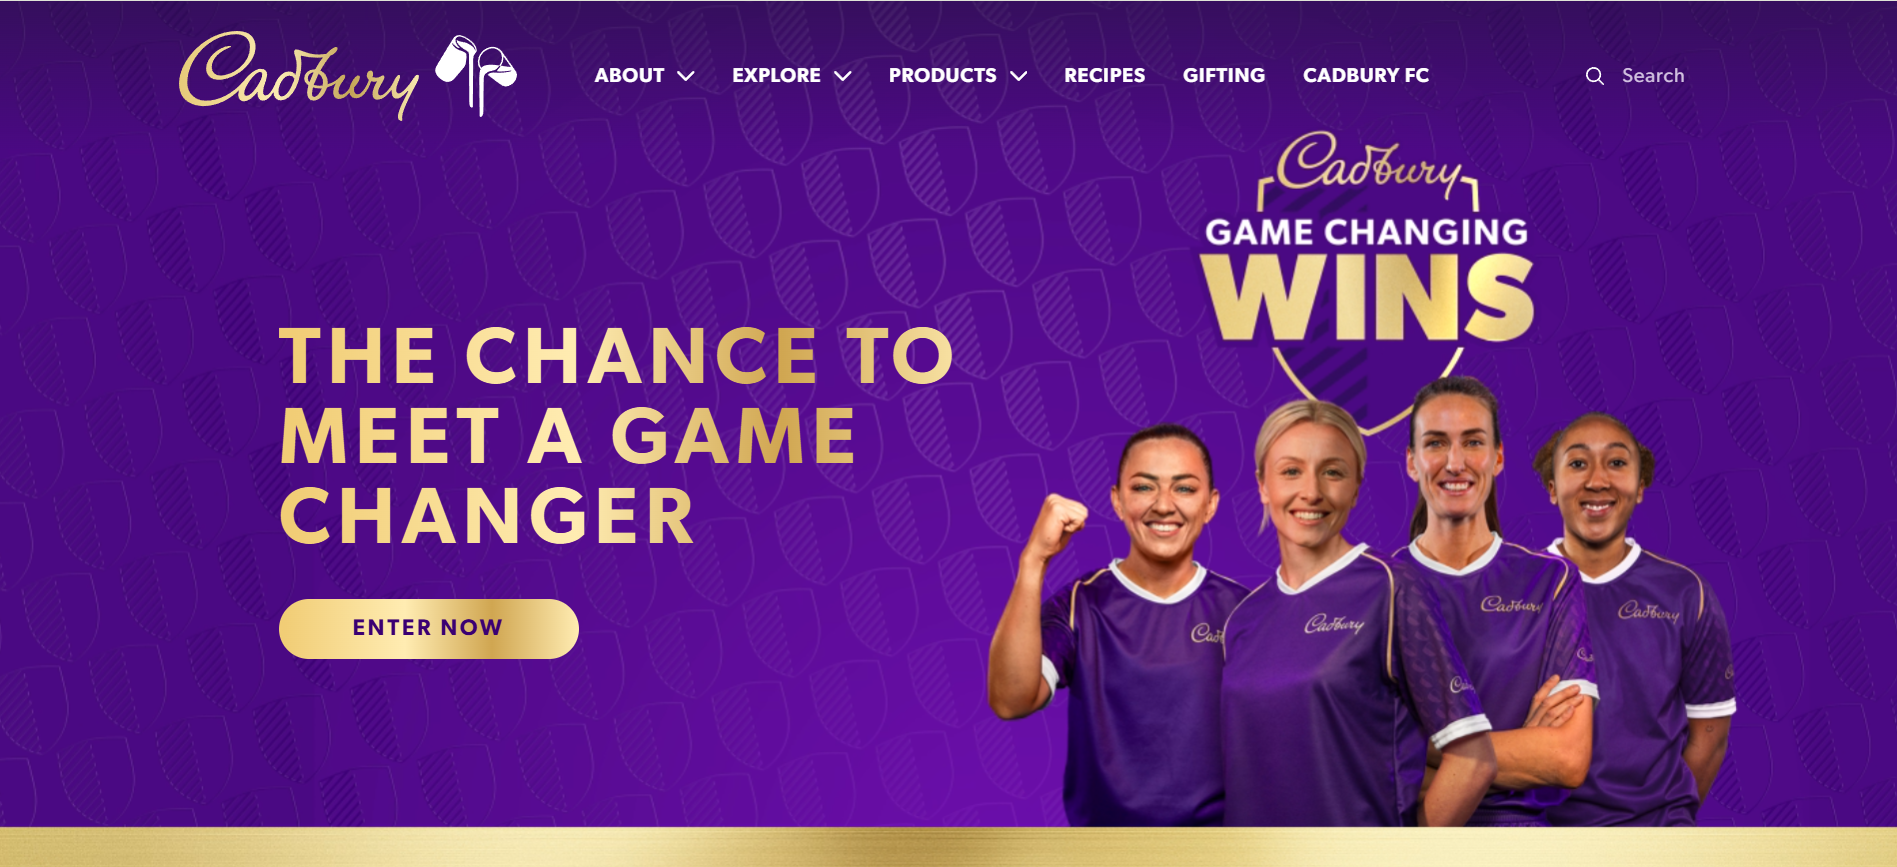 Cadbury
ABOUT
EXPLORE
PRODUCTS
RECIPES
GIFTING
CADBURY FC
Search
Cadbury
GAME CHANGING
WINS
THE CHANCE TO
MEET A GAME
CHANGER
ENTER NOW
Cadbury
Cadbury
Cadbury